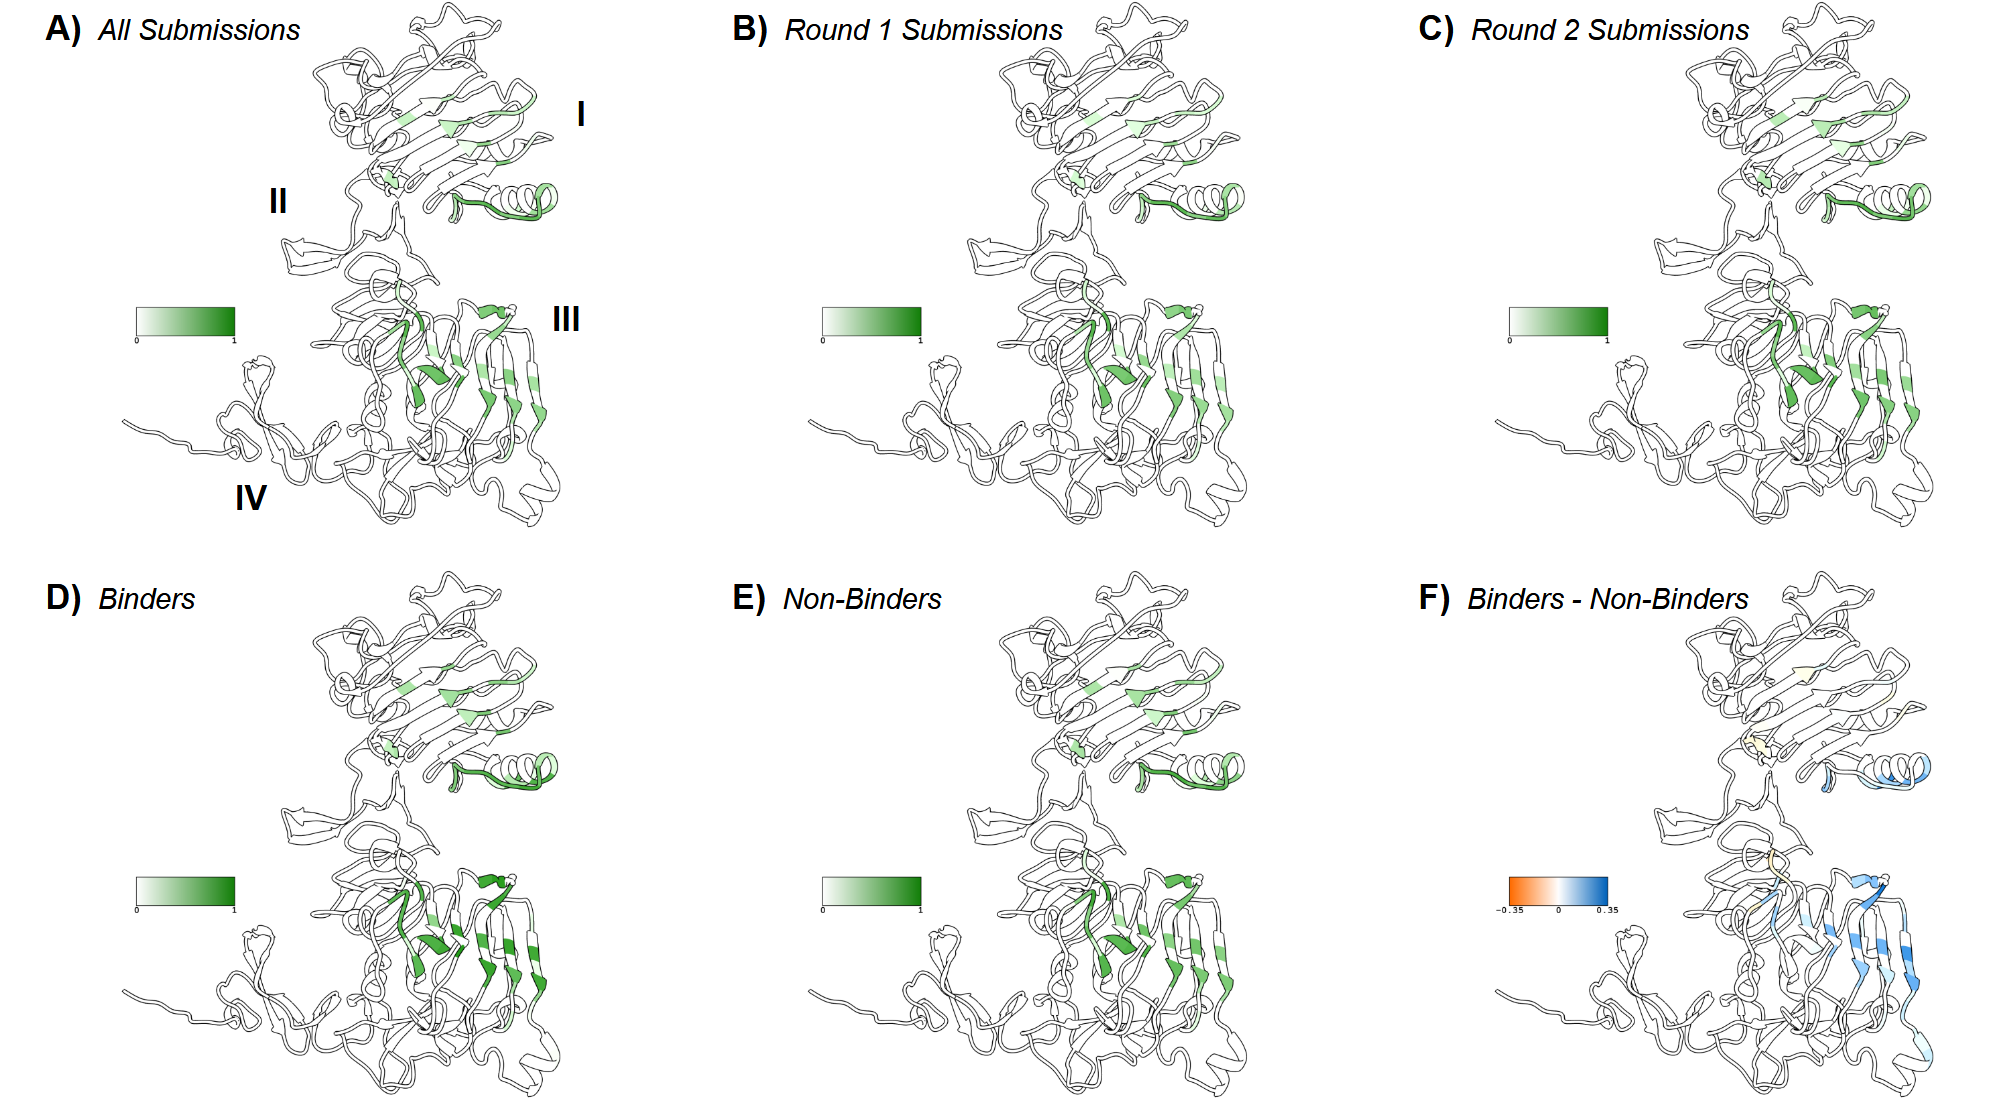 A) All Submissions
B) Round 1 Submissions
C) Round 2 Submissions
I
II
III
0 1
0 1
0 1
IV
D) Binders
E) Non-Binders
F) Binders - Non-Binders
0 1
0 1
−0.35 0 0.35